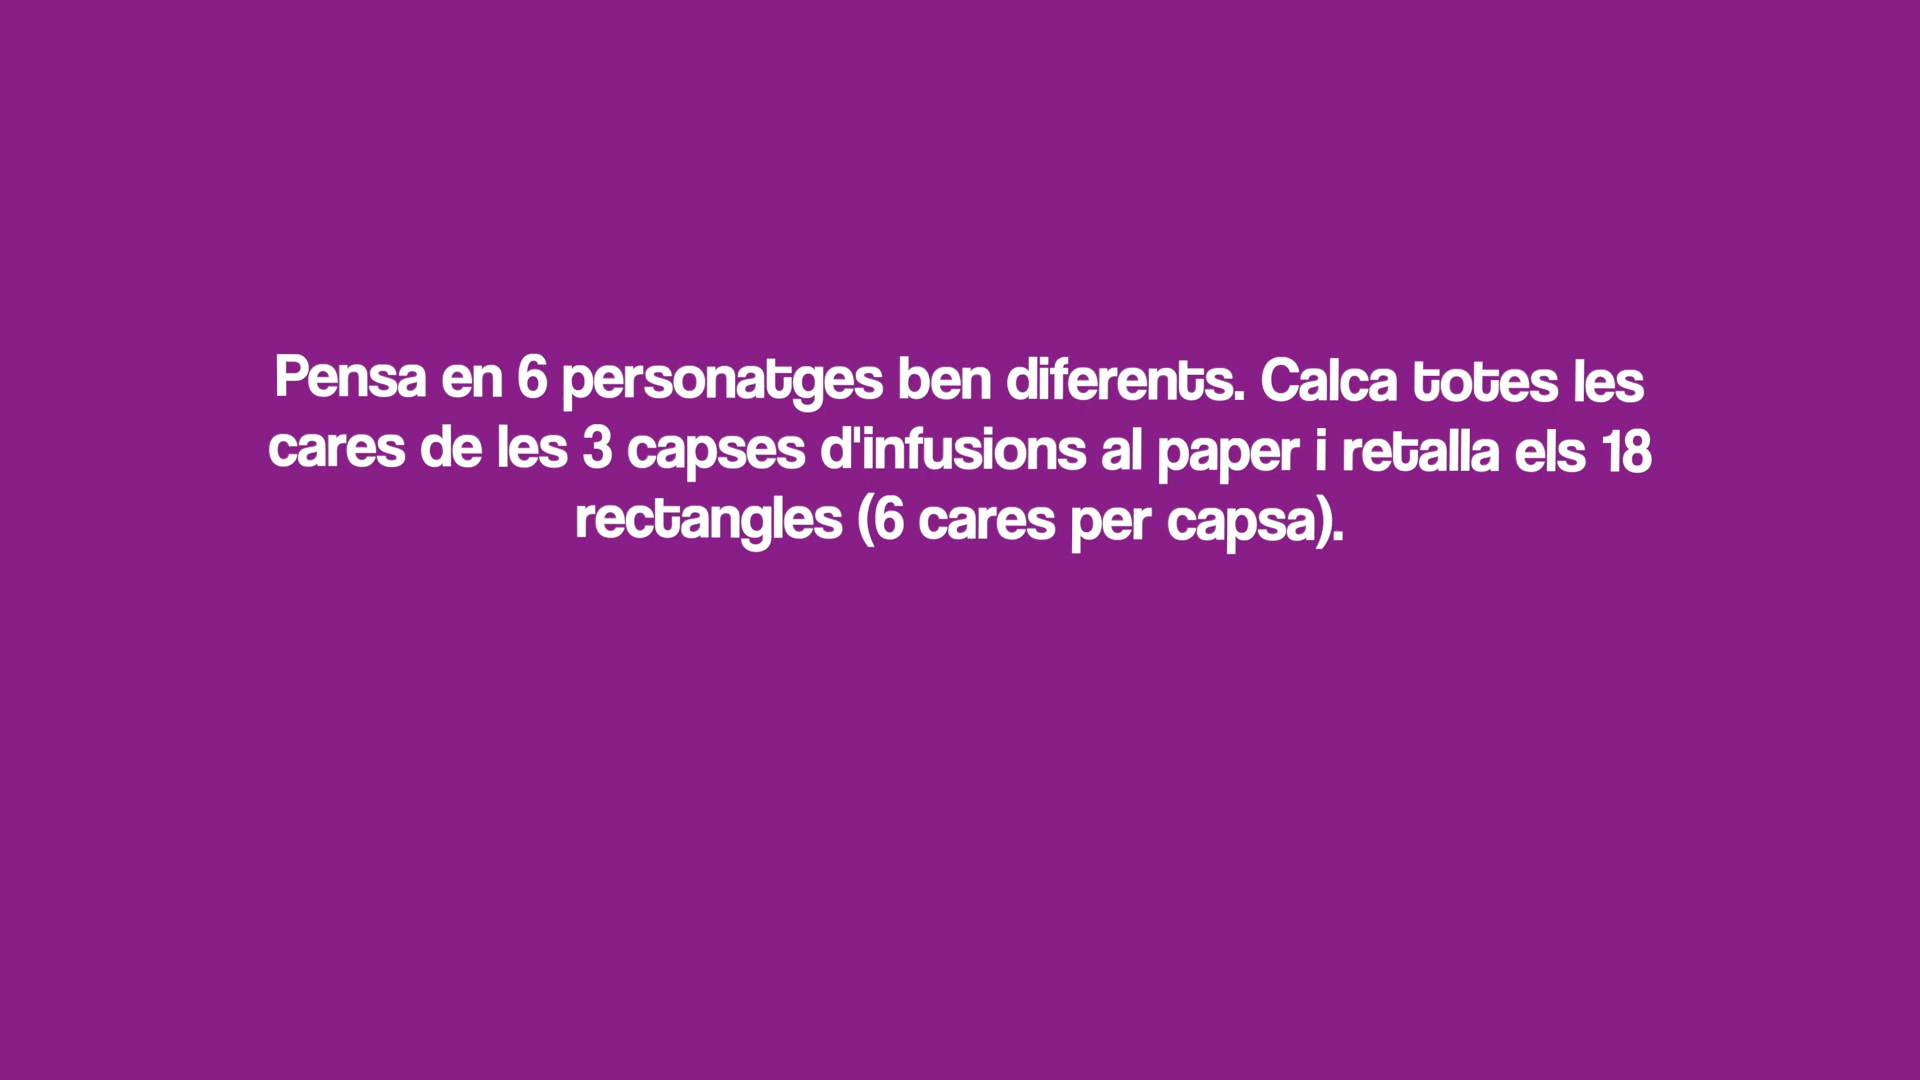 Pensa en 6 personatges ben diferents. Calca totes les
cares de les 3 capses d'infusions al paper i retalla els 18
rectangles (6 cares per capsa).